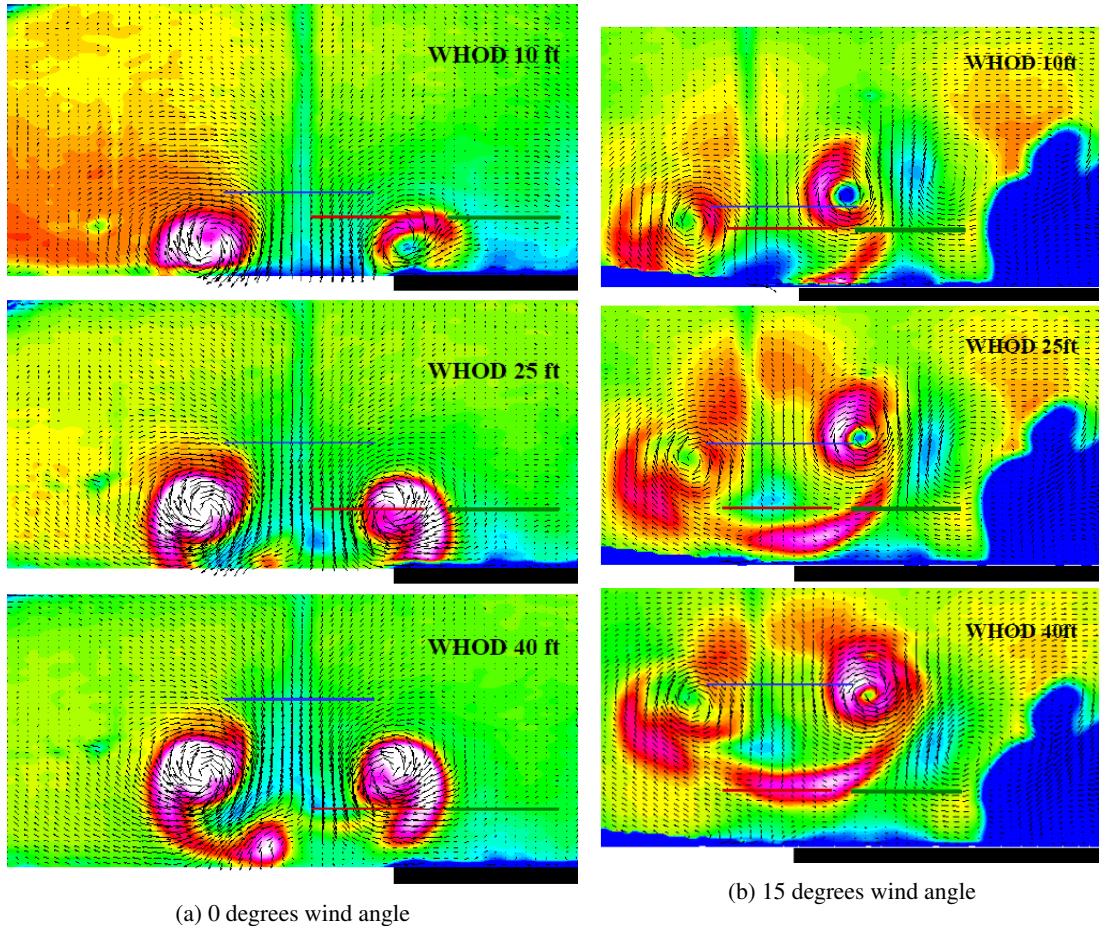 WHOD 10 ft
WHOD 25 ft
WHOD 40 ft
(a) 0 degrees wind angle
WHOD 10ft
WHOD 25ft
WHOD 40ft
(b) 15 degrees wind angle